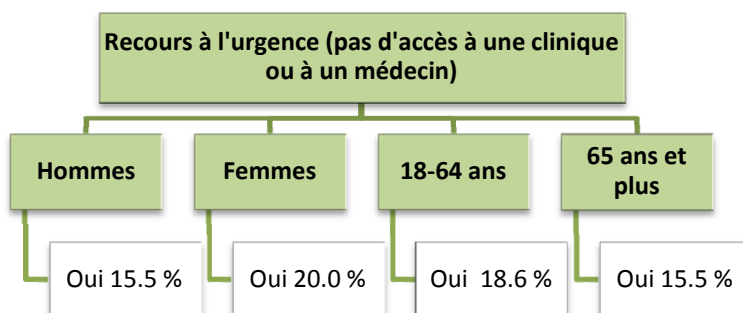 Recours à l'urgence (pas d'accès à une clinique
ou à un médecin)
Hommes
Femmes
18-64 ans
65 ans et
plus
Oui 15.5 %
Oui 20.0 %
Oui 18.6 %
Oui 15.5 %